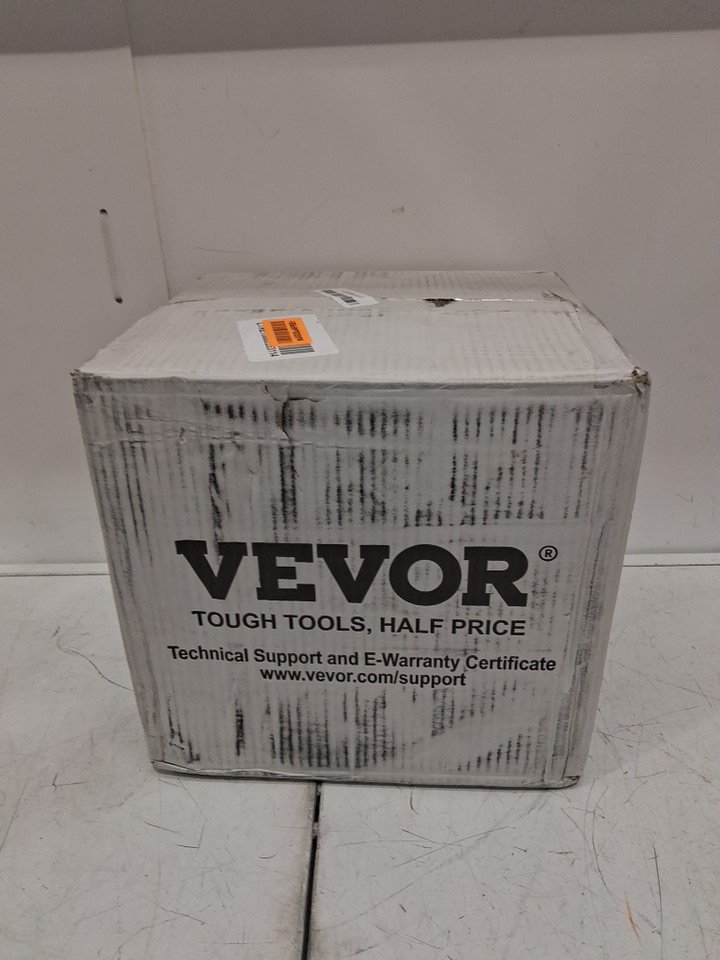 VEVOR®
TOUGH TOOLS, HALF PRICE
Technical Support and E-Warranty Certificate
www.vevor.com/support